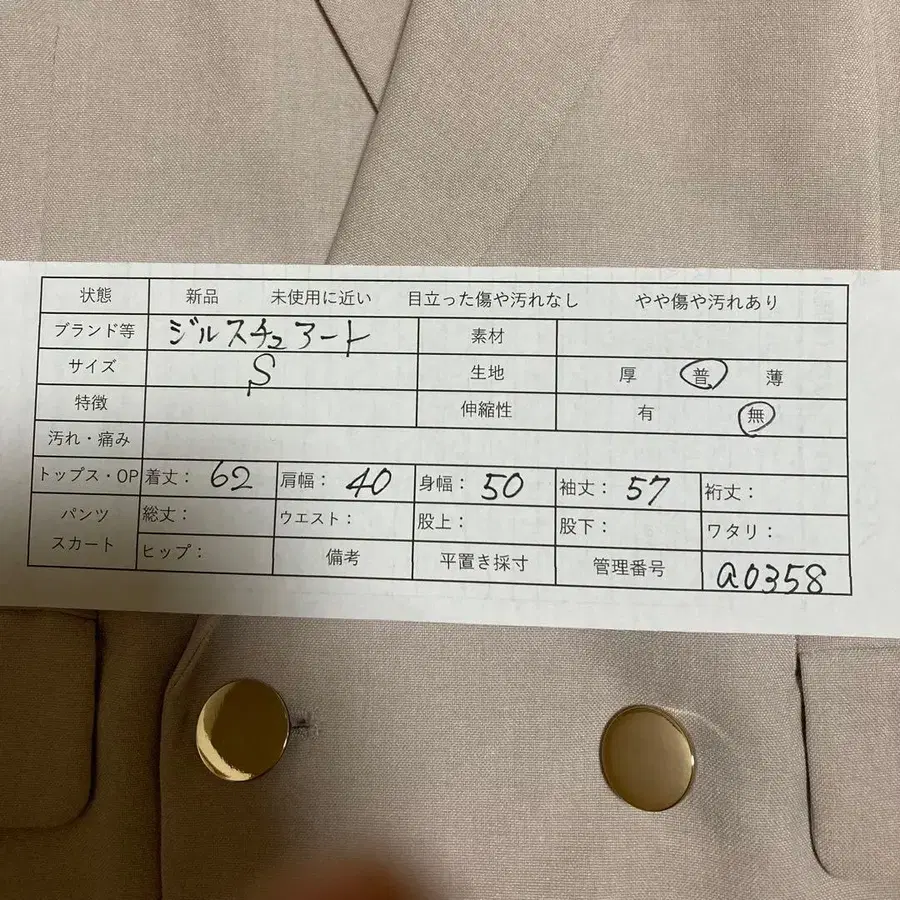 状態 新品 未使用に近い 目立った傷や汚れなし やや傷や汚れあり
ブランド等 ジルスチュアート 素材
サイズ S 生地 厚 普 薄
特徴 伸縮性 有 無
汚れ・痛み
トップス・OP 着丈： 62 肩幅： 40 身幅： 50 袖丈： 57 裄丈：
パンツ 総丈： ウエスト： 股上： 股下： ワタリ：
スカート ヒップ： 備考 平置き採寸 管理番号 a0358